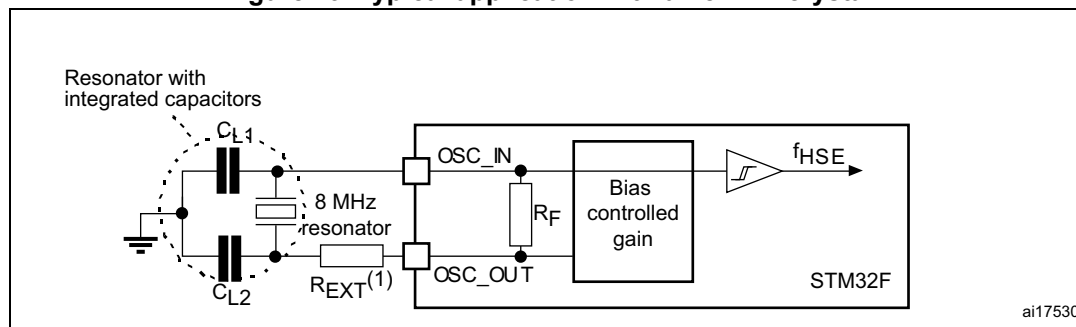 Resonator with
integrated capacitors
CL1
OSC_IN
fHSE
8 MHz
resonator
RF
Bias
controlled
gain
REXT(1)
OSC_OUT
CL2
STM32F
ai17530